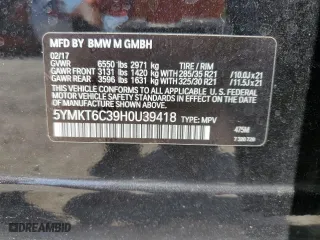 MFD BY BMW M GMBH
02/17
GVWR 6550 lbs 2971 kg TIRE / RIM
GAWR FRONT 3131 lbs 1420 kg with 285/35 R21 / 10.0J x 21
GAWR REAR 3596 lbs 1631 kg with 325/30 R21 / 11.5J x 21
THIS VEHICLE CONFORMS TO ALL APPLICABLE U.S. FEDERAL
MOTOR VEHICLE SAFETY STANDARDS IN EFFECT
ON THE DATE OF MANUFACTURE SHOWN ABOVE.
5YMKT6C39H0U39418 TYPE: MPV
475M